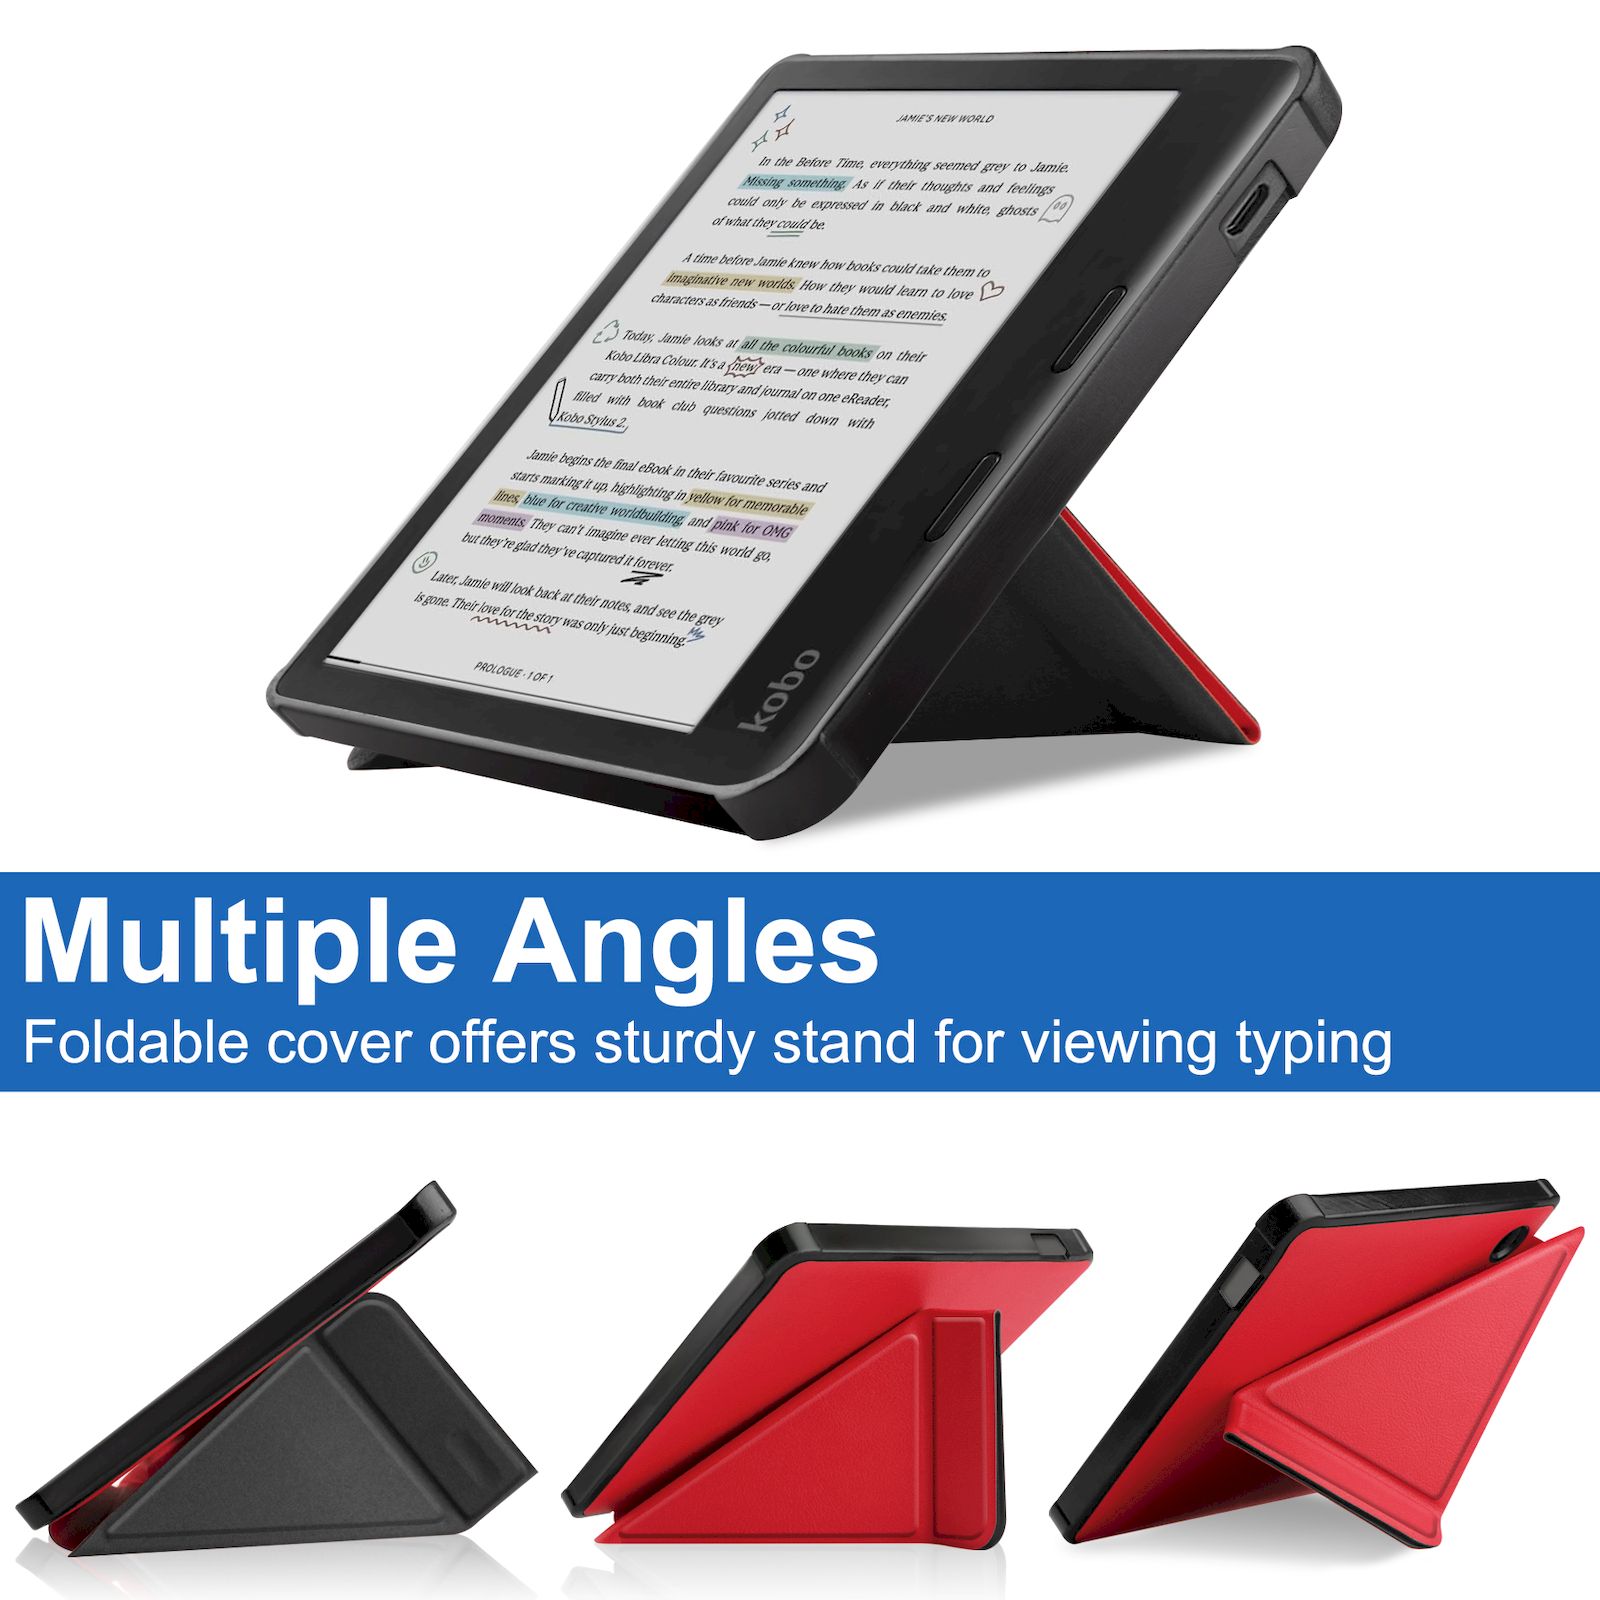 JAMIE'S NEW WORLD
In the Before Time, everything seemed grey to Jamie.
Missing something. As if their thoughts and feelings
could only be expressed in black and white, ghosts
of what they could be.
A time before Jamie knew how books could take them to
imaginative new worlds. How they would learn to love
characters as friends — or love to hate them as enemies.
Today, Jamie looks at all the colourful books on their
Kobo Libra Colour. It's a new era — one where they can
carry both their entire library and journal on one eReader,
filled with book club questions jotted down with
Kobo Stylus 2.
Jamie begins the final eBook in their favourite series and
starts marking it up, highlighting in yellow for memorable
lines, blue for creative worldbuilding, and pink for OMG
moments. They can't imagine ever letting this world go,
but they're glad they've captured it forever.
Later, Jamie will look back at their notes, and see the grey
is gone. Their love for the story was only just beginning.
PROLOGUE · 1 OF 1
kobo
Multiple Angles
Foldable cover offers sturdy stand for viewing typing